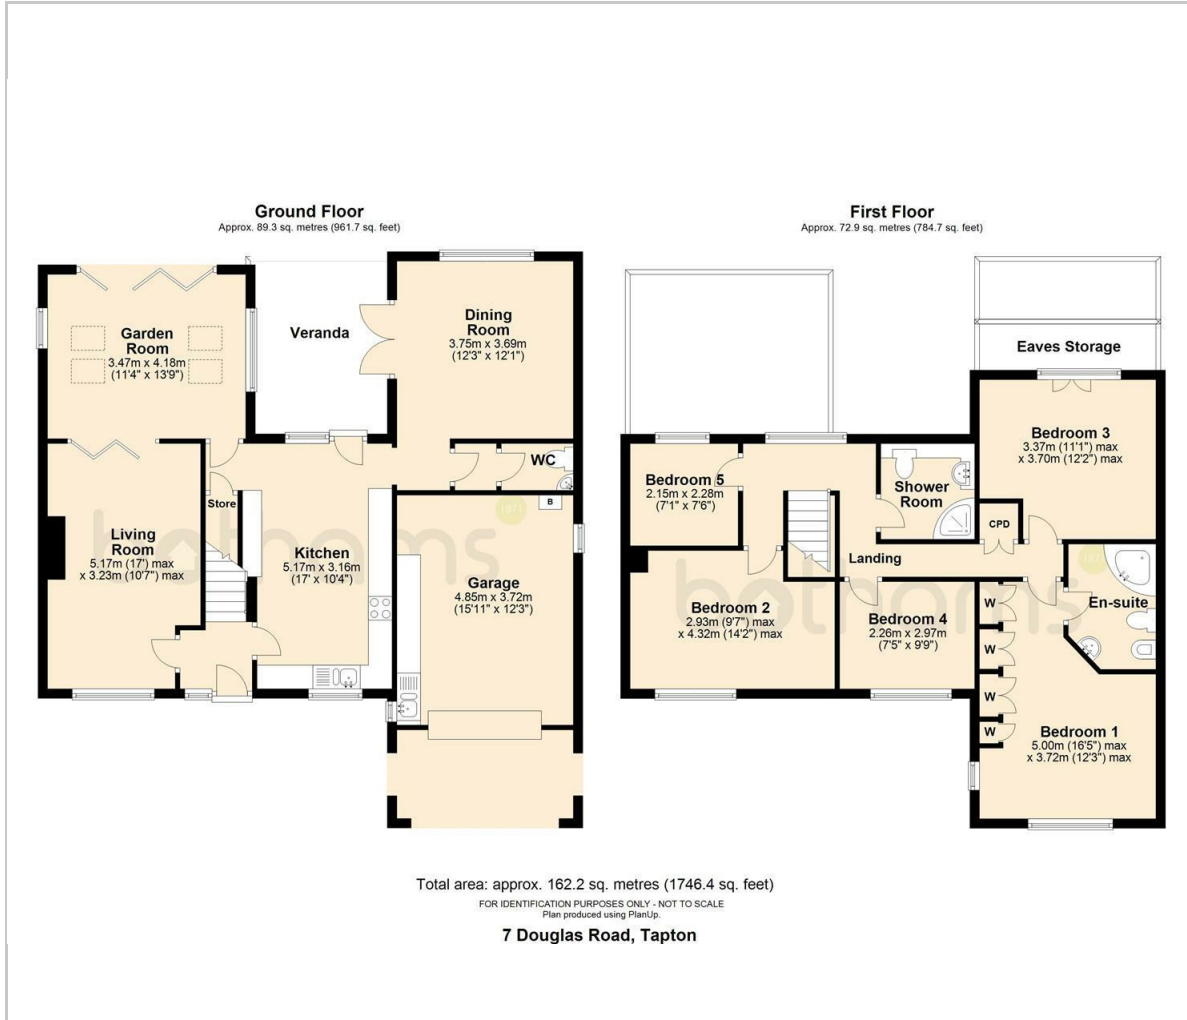 Ground Floor
Approx. 89.3 sq. metres (961.7 sq. feet)
Garden
Room
3.47m x 4.18m
(11'4" x 13'9")
Veranda
Dining
Room
3.75m x 3.69m
(12'3" x 12'1")
WC
Store
Living
Room
5.17m (17') max
x 3.23m (10'7") max
Kitchen
5.17m x 3.16m
(17' x 10'4")
B
Garage
4.85m x 3.72m
(15'11" x 12'3")
bothams
1871
First Floor
Approx. 72.9 sq. metres (784.7 sq. feet)
Eaves Storage
Bedroom 3
3.37m (11'1") max
x 3.70m (12'2") max
Bedroom 5
2.15m x 2.28m
(7'1" x 7'6")
Shower
Room
CPD
Landing
Bedroom 2
2.93m (9'7") max
x 4.32m (14'2") max
Bedroom 4
2.26m x 2.97m
(7'5" x 9'9")
En-suite
W
W
W
W
Bedroom 1
5.00m (16'5") max
x 3.72m (12'3") max
bothams
Total area: approx. 162.2 sq. metres (1746.4 sq. feet)
FOR IDENTIFICATION PURPOSES ONLY - NOT TO SCALE
Plan produced using PlanUp.
7 Douglas Road, Tapton